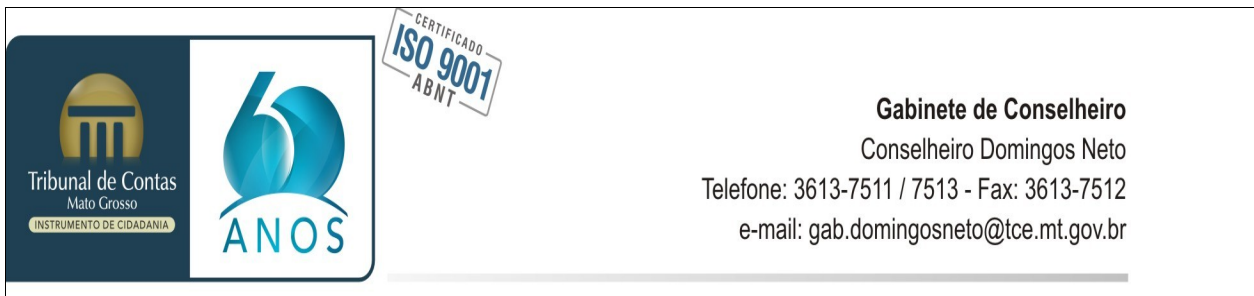 CERTIFICADO
ISO 9001
ABNT
Tribunal de Contas
Mato Grosso
INSTRUMENTO DE CIDADANIA
60
ANOS
Gabinete de Conselheiro
Conselheiro Domingos Neto
Telefone: 3613-7511 / 7513 - Fax: 3613-7512
e-mail: gab.domingosneto@tce.mt.gov.br